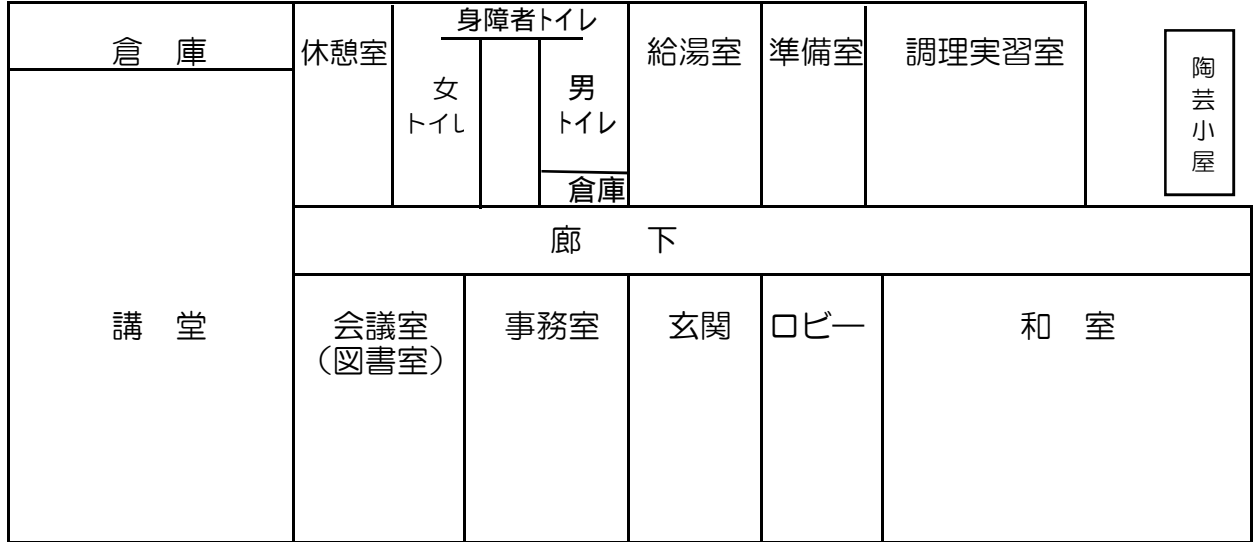 倉　庫
休憩室
身障者トイレ
女
トイレ
男
トイレ
倉庫
給湯室
準備室
調理実習室
陶芸小屋
廊　下
講　堂
会議室
（図書室）
事務室
玄関
ロビー
和　室